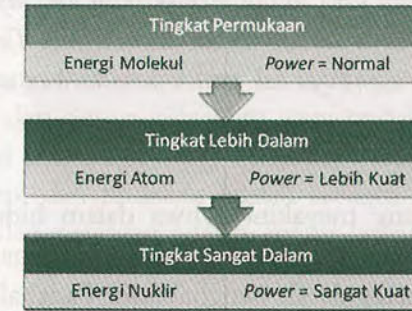 Tingkat Permukaan
Energi Molekul Power = Normal
Tingkat Lebih Dalam
Energi Atom Power = Lebih Kuat
Tingkat Sangat Dalam
Energi Nuklir Power = Sangat Kuat